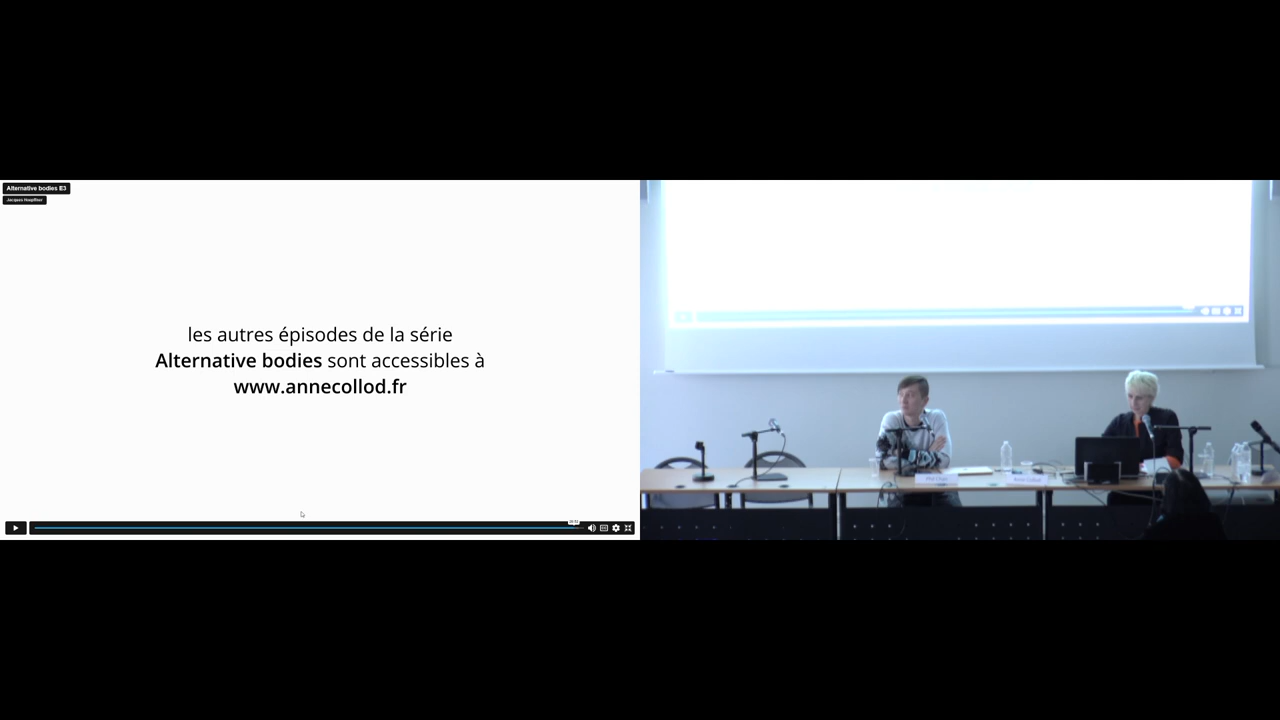 Alternative bodies E3
les autres épisodes de la série
Alternative bodies sont accessibles à
www.annecollod.fr